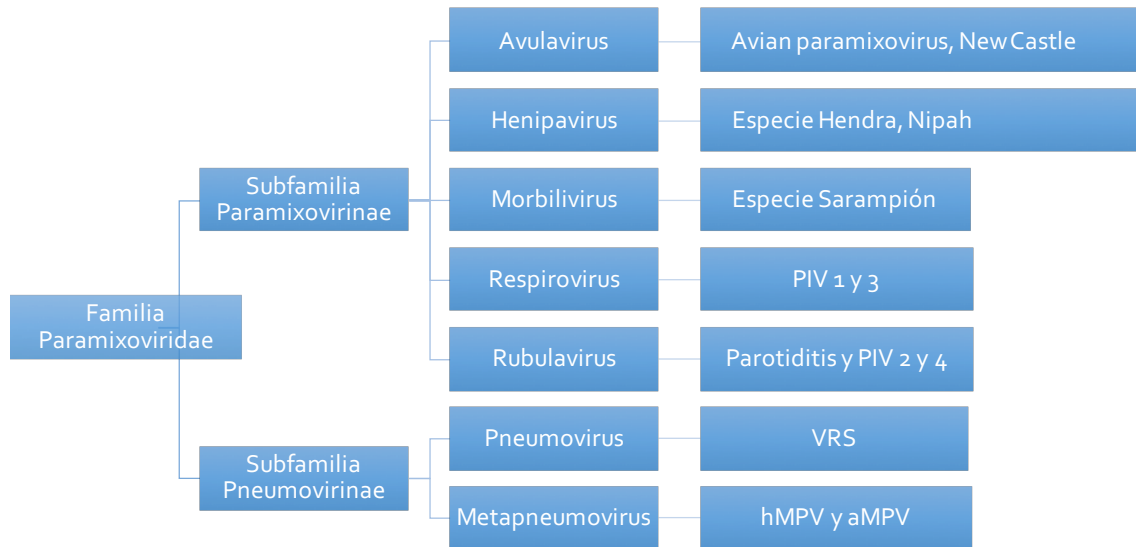 Avulavirus
Avian paramixovirus, New Castle
Henipavirus
Especie Hendra, Nipah
Subfamilia
Paramixovirinae
Morbilivirus
Especie Sarampión
Respirovirus
PIV 1 y 3
Familia
Paramixoviridae
Rubulavirus
Parotiditis y PIV 2 y 4
Pneumovirus
VRS
Subfamilia
Pneumovirinae
Metapneumovirus
hMPV y aMPV